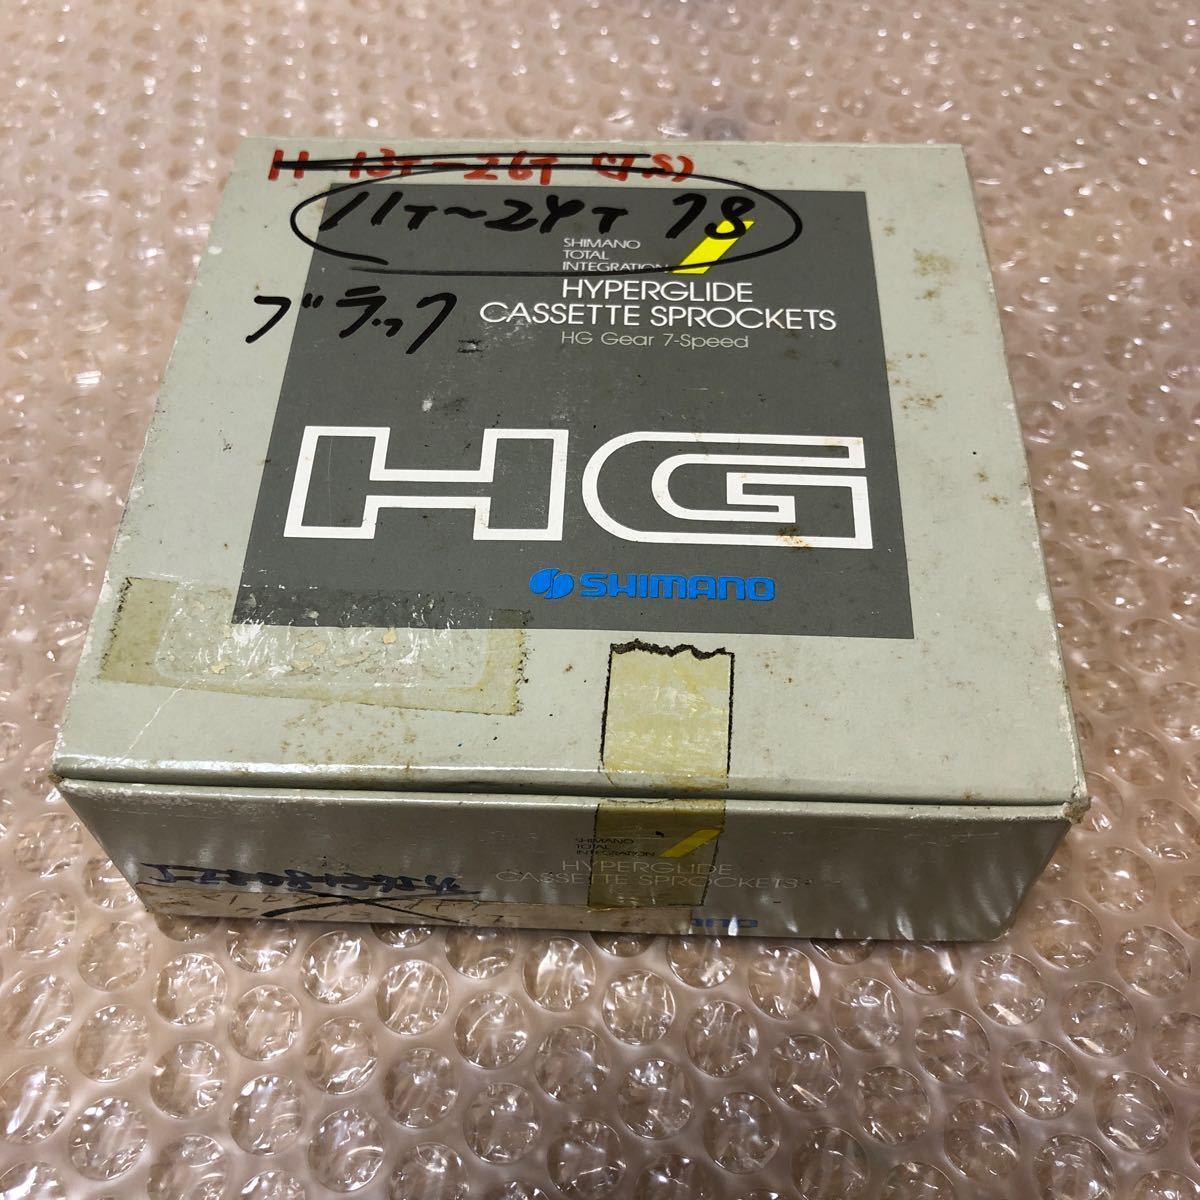 H 13T~26T (7S)
11T~24T 7S
SHIMANO
TOTAL
INTEGRATION
HYPERGLIDE
CASSETTE SPROCKETS
HG Gear 7-Speed
ブラック
HG
SHIMANO
SHIMANO
TOTAL
INTEGRATION
HYPERGLIDE
CASSETTE SPROCKETS